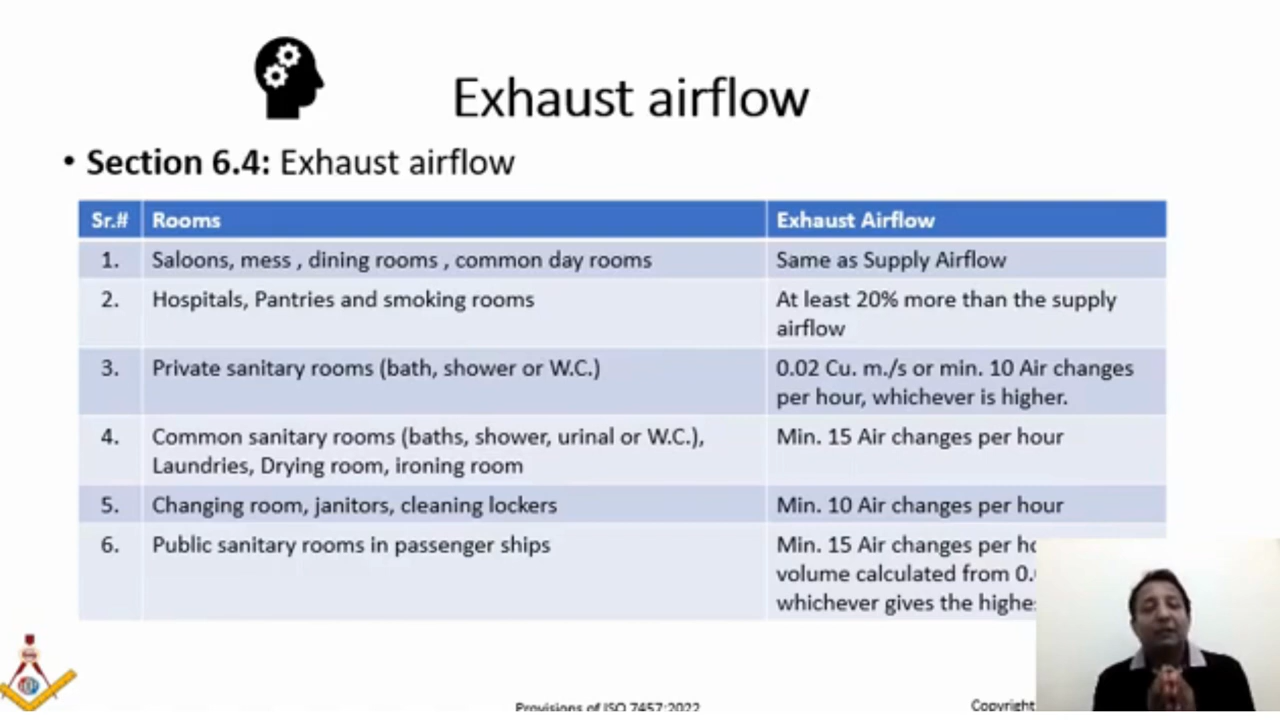 Exhaust airflow
• Section 6.4: Exhaust airflow
Sr.# Rooms Exhaust Airflow
1. Saloons, mess , dining rooms , common day rooms Same as Supply Airflow
2. Hospitals, Pantries and smoking rooms At least 20% more than the supply
airflow
3. Private sanitary rooms (bath, shower or W.C.) 0.02 Cu. m./s or min. 10 Air changes
per hour, whichever is higher.
4. Common sanitary rooms (baths, shower, urinal or W.C.), Min. 15 Air changes per hour
Laundries, Drying room, ironing room
5. Changing room, janitors, cleaning lockers Min. 10 Air changes per hour
6. Public sanitary rooms in passenger ships Min. 15 Air changes per
volume calculated from
whichever gives the
Provisions of ISO 7457:2022
Copyright